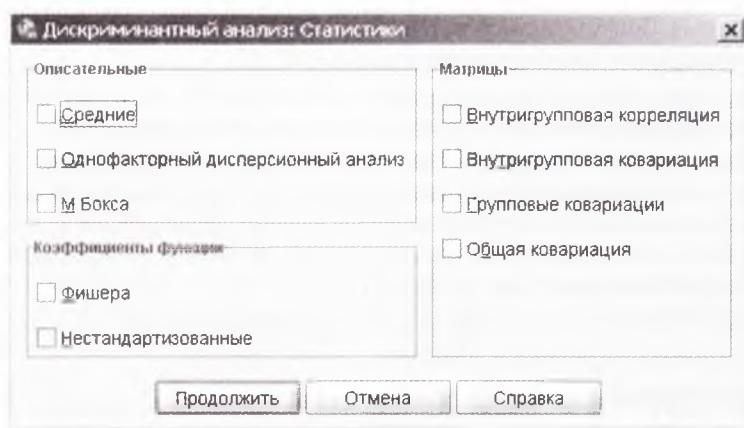 Дискриминантный анализ: Статистики
Описательные
Средние
Однофакторный дисперсионный анализ
М Бокса
Коэффициенты функции
Фишера
Нестандартизованные
Матрицы
Внутригрупповая корреляция
Внутригрупповая ковариация
Групповые ковариации
Общая ковариация
Продолжить
Отмена
Справка